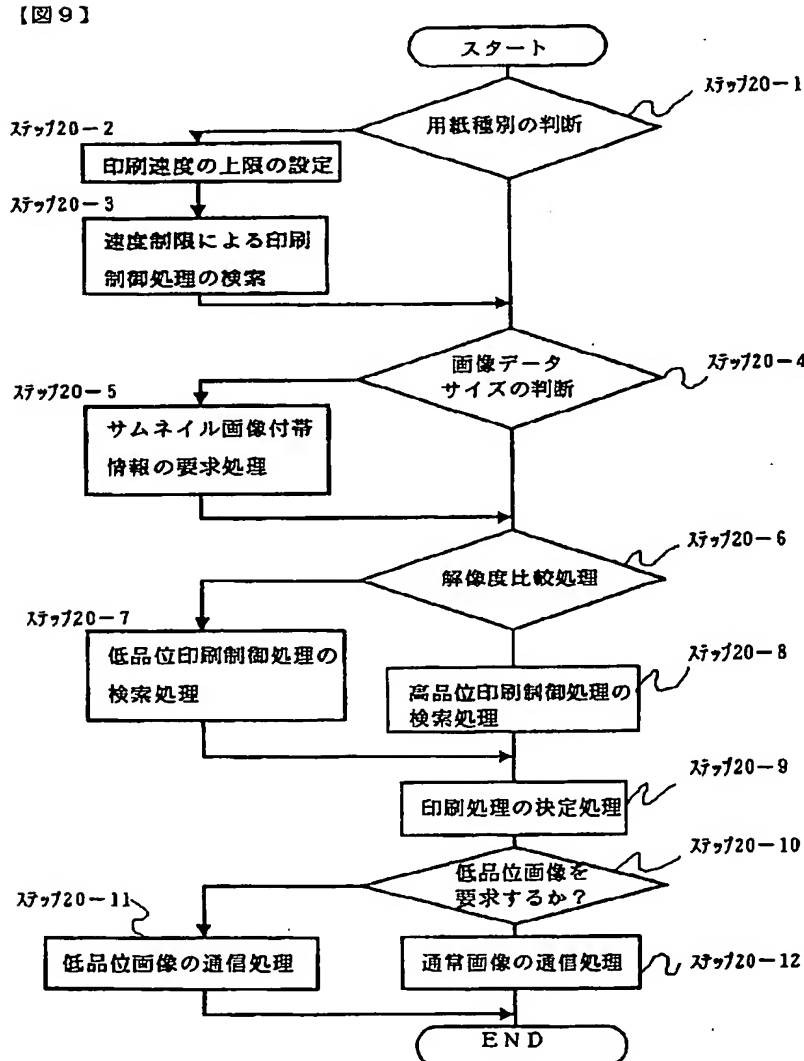 【図9】
スタート
ステップ20−1
用紙種別の判断
ステップ20−2
印刷速度の上限の設定
ステップ20−3
速度制限による印刷
制御処理の検索
画像データ
サイズの判断
ステップ20−4
ステップ20−5
サムネイル画像付帯
情報の要求処理
ステップ20−6
解像度比較処理
ステップ20−7
低品位印刷制御処理の
検索処理
ステップ20−8
高品位印刷制御処理の
検索処理
ステップ20−9
印刷処理の決定処理
ステップ20−10
低品位画像を
要求するか?
ステップ20−11
低品位画像の通信処理
通常画像の通信処理
ステップ20−12
END